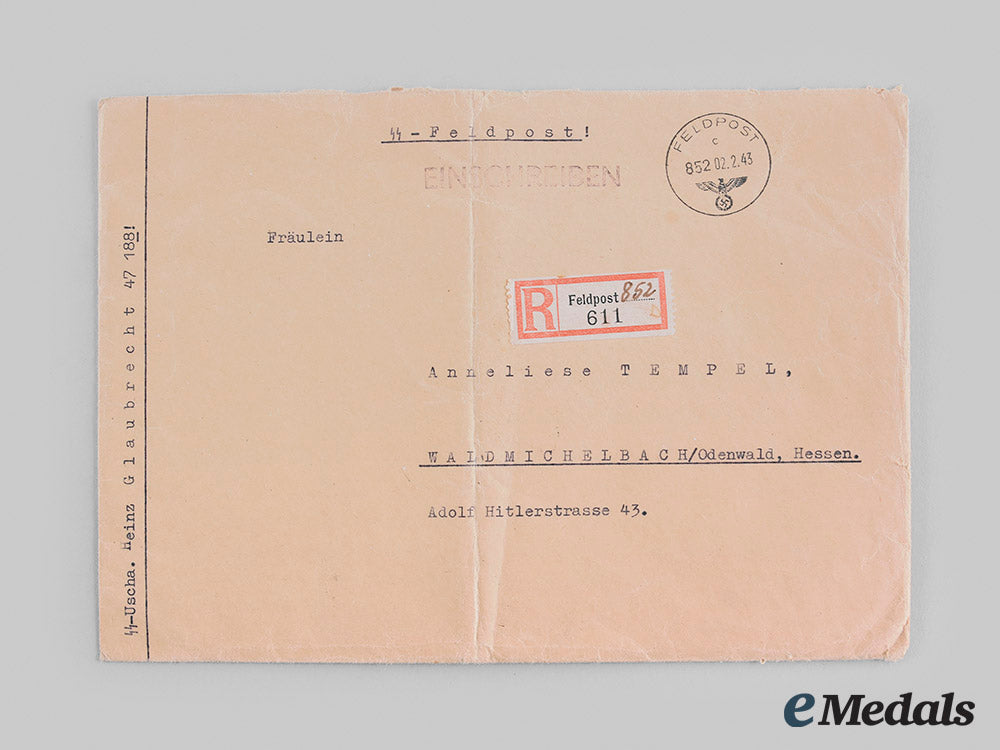 ᛋᛋ-Feldpost!
EINSCHREIBEN
FELDPOST
c
852 02.2.43
Fräulein
R Feldpost 852
611
Anneliese TEMPEL,
WALDMICHELBACH/Odenwald, Hessen.
Adolf Hitlerstrasse 43.
ᛋᛋ-Uscha. Heinz Glaubrecht 47 188!
eMedals